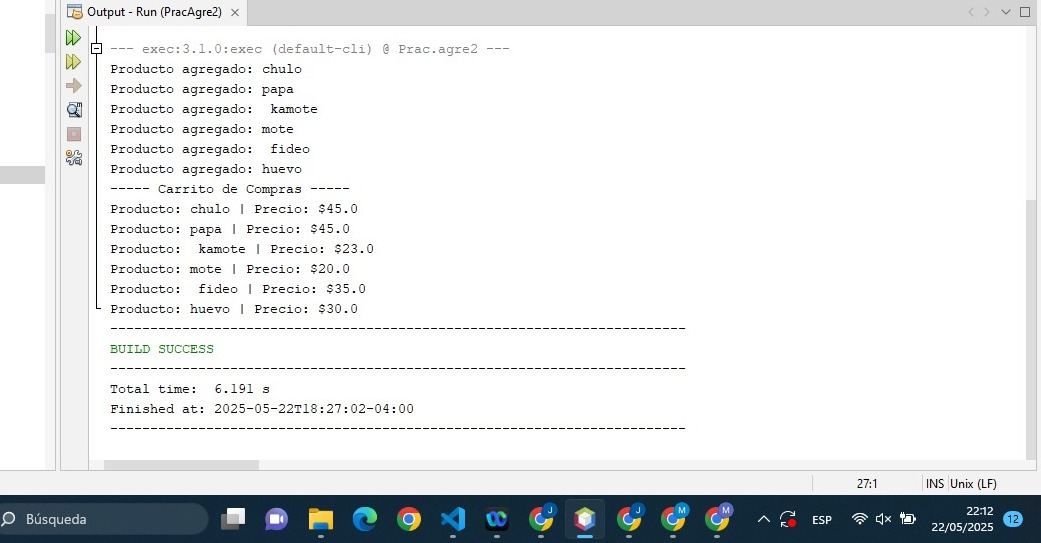 Output - Run (PracAgre2) ×
--- exec:3.1.0:exec (default-cli) @ Prac.agre2 ---
Producto agregado: chulo
Producto agregado: papa
Producto agregado:  kamote
Producto agregado: mote
Producto agregado:  fideo
Producto agregado: huevo
----- Carrito de Compras -----
Producto: chulo | Precio: $45.0
Producto: papa | Precio: $45.0
Producto:  kamote | Precio: $23.0
Producto: mote | Precio: $20.0
Producto:  fideo | Precio: $35.0
Producto: huevo | Precio: $30.0
------------------------------------------------------------------------
BUILD SUCCESS
------------------------------------------------------------------------
Total time:  6.191 s
Finished at: 2025-05-22T18:27:02-04:00
------------------------------------------------------------------------
27:1 INS Unix (LF)
Búsqueda J J M M ESP 22:12 12
22/05/2025